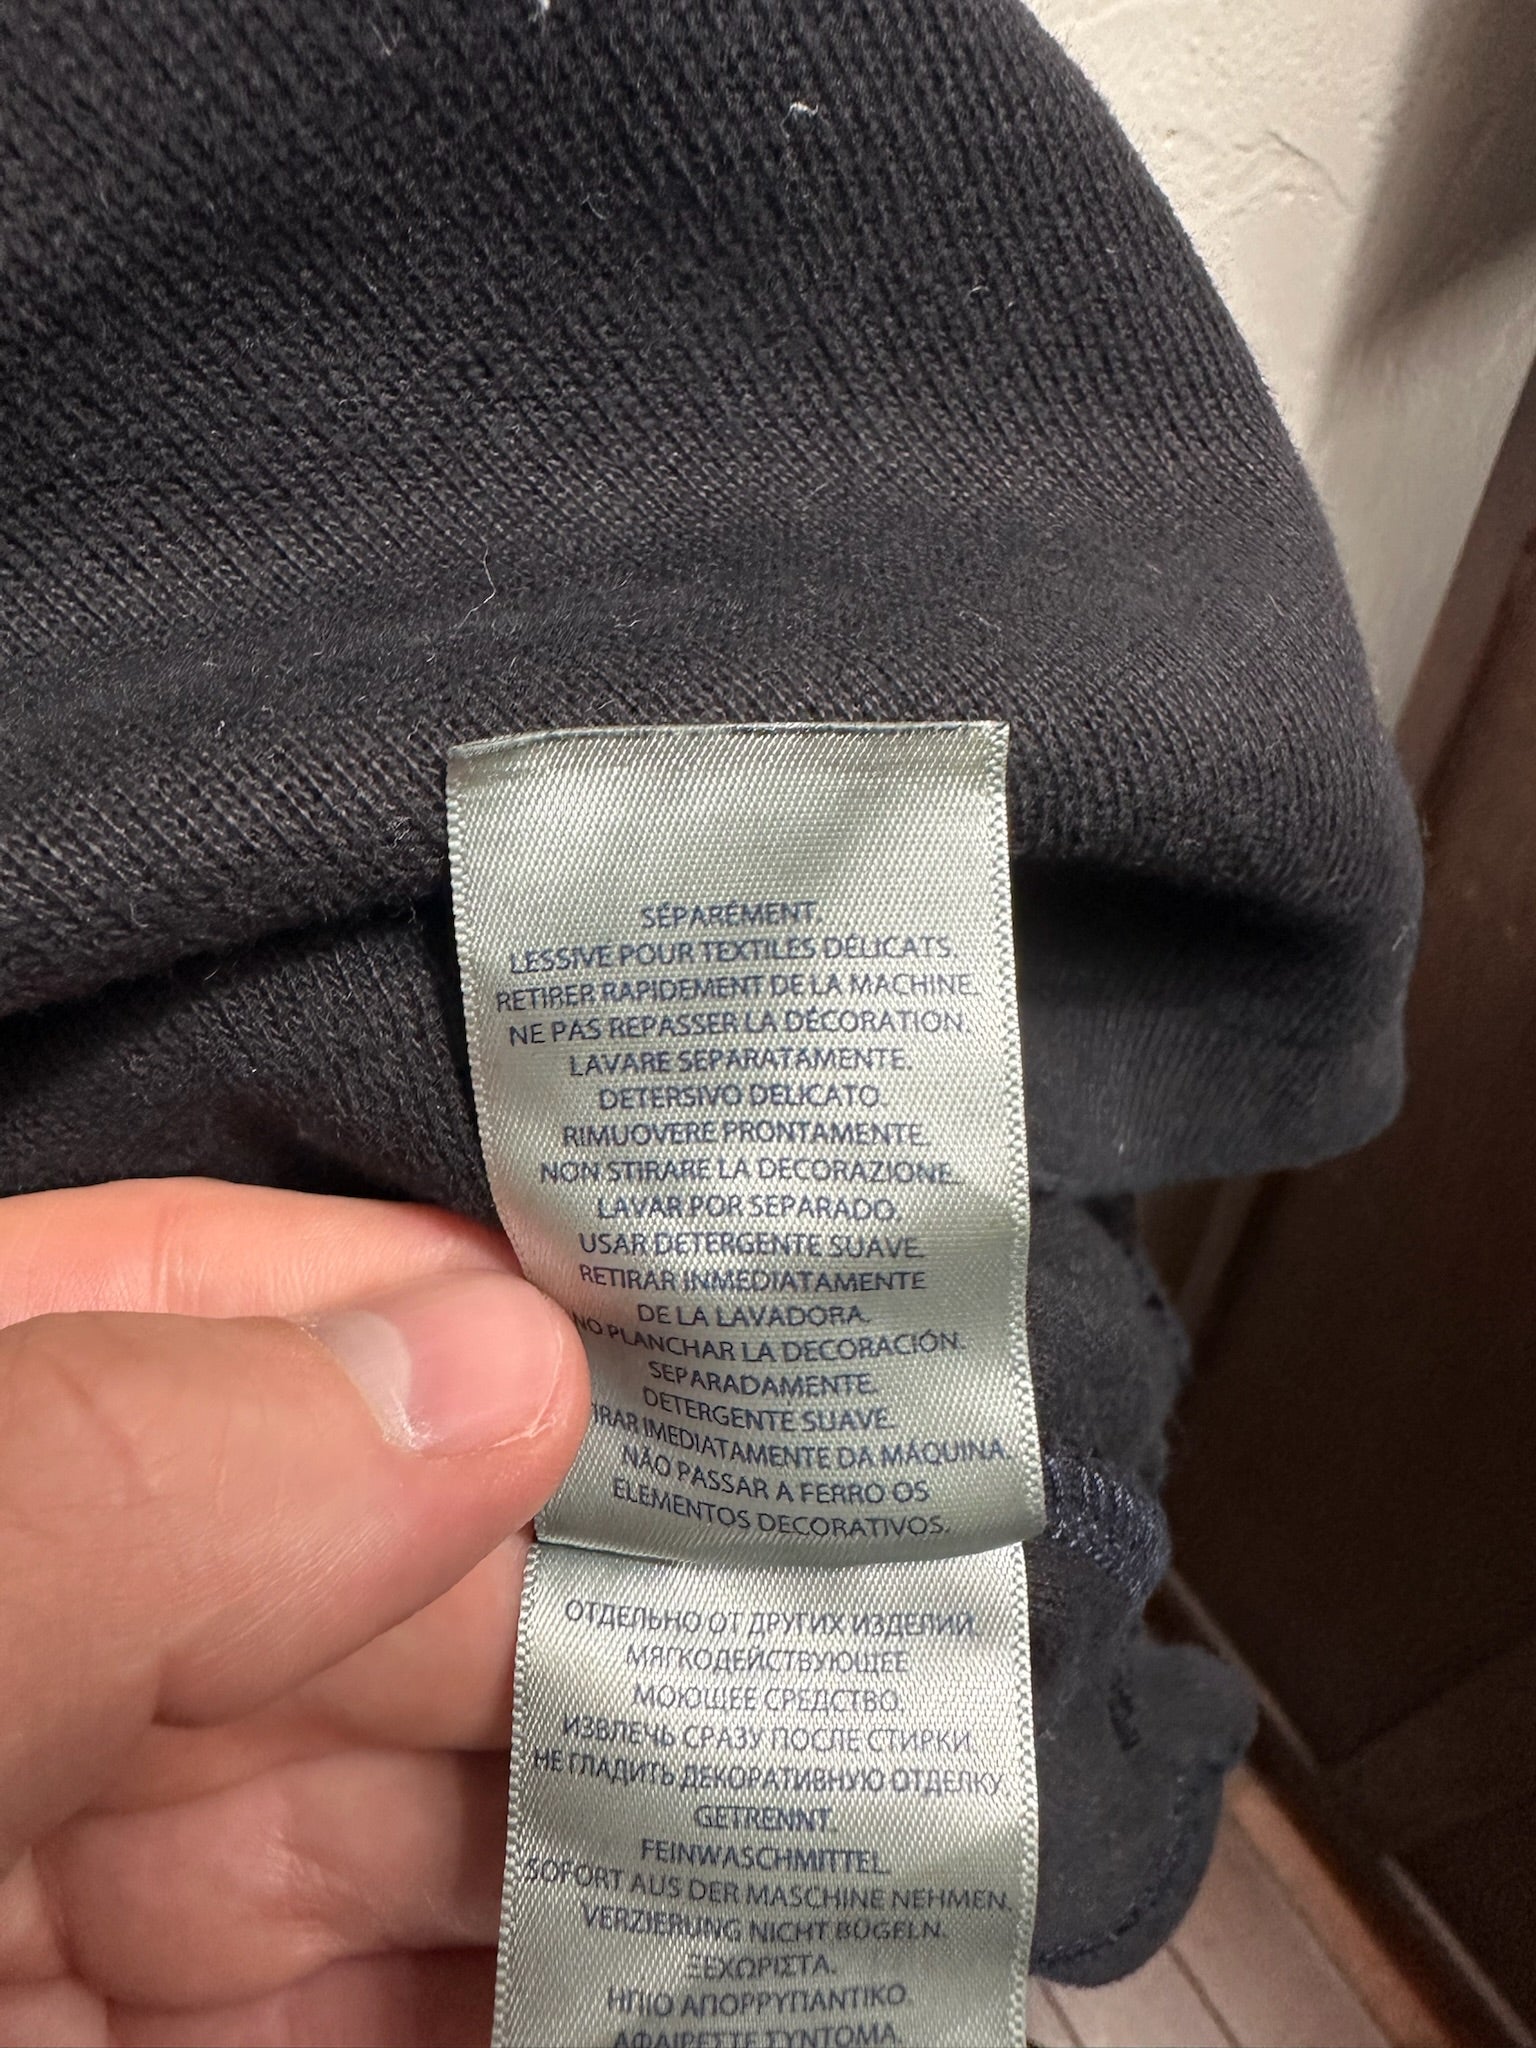 SÉPARÉMENT.
LESSIVE POUR TEXTILES DÉLICATS.
RETIRER RAPIDEMENT DE LA MACHINE.
NE PAS REPASSER LA DÉCORATION.
LAVARE SEPARATAMENTE.
DETERSIVO DELICATO.
RIMUOVERE PRONTAMENTE.
NON STIRARE LA DECORAZIONE.
LAVAR POR SEPARADO.
USAR DETERGENTE SUAVE.
RETIRAR INMEDIATAMENTE
DE LA LAVADORA.
NO PLANCHAR LA DECORACIÓN.
SEPARADAMENTE.
DETERGENTE SUAVE.
IRAR IMEDIATAMENTE DA MÁQUINA.
NÃO PASSAR A FERRO OS
ELEMENTOS DECORATIVOS.
ОТДЕЛЬНО ОТ ДРУГИХ ИЗДЕЛИЙ.
МЯГКОДЕЙСТВУЮЩЕЕ
МОЮЩЕЕ СРЕДСТВО.
ИЗВЛЕЧЬ СРАЗУ ПОСЛЕ СТИРКИ.
НЕ ГЛАДИТЬ ДЕКОРАТИВНУЮ ОТДЕЛКУ.
GETRENNT.
FEINWASCHMITTEL.
SOFORT AUS DER MASCHINE NEHMEN.
VERZIERUNG NICHT BÜGELN.
ΞΕΧΩΡΙΣΤΑ.
ΗΠΙΟ ΑΠΟΡΡΥΠΑΝΤΙΚΟ.
ΑΦΑΙΡΕΣΤΕ ΣΥΝΤΟΜΑ.